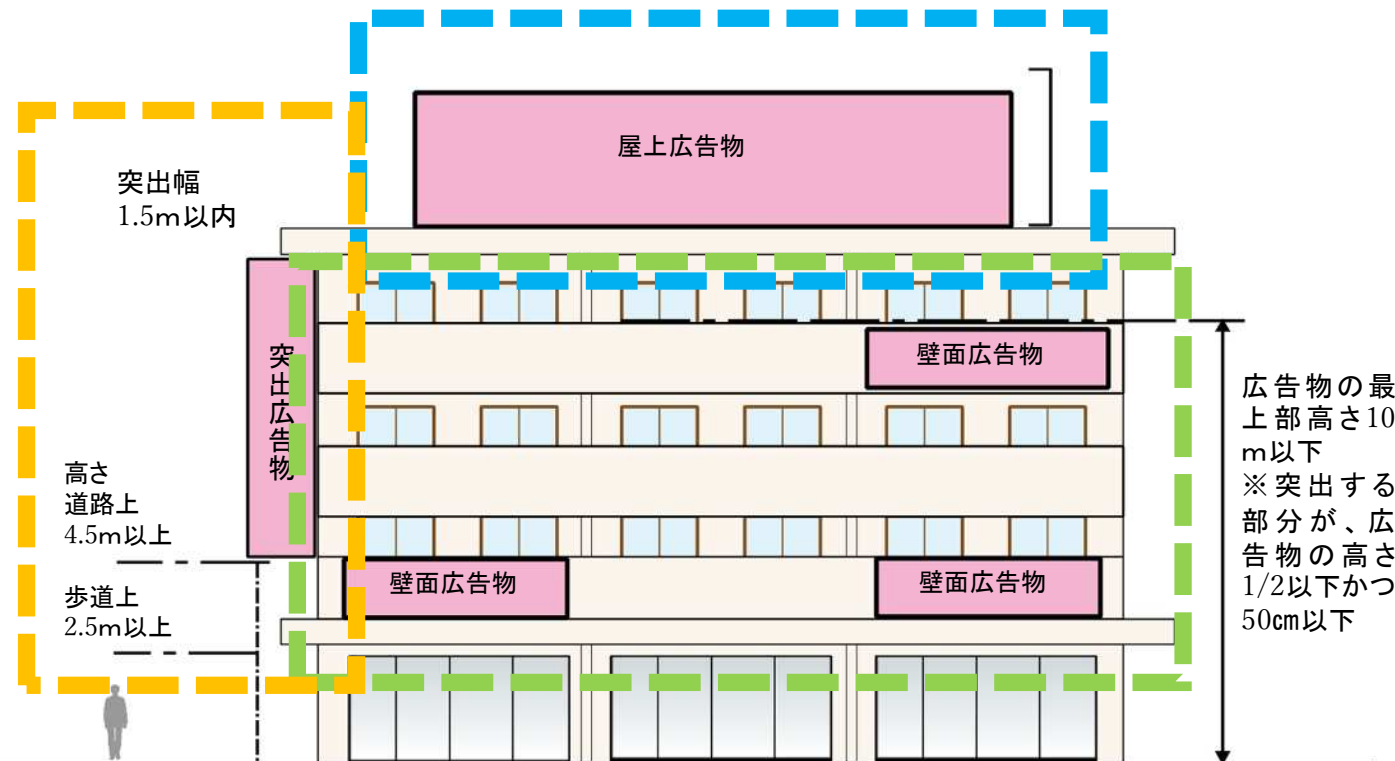 屋上広告物
突出幅
1.5m以内
突出広告物
壁面広告物
広告物の最
上部高さ10
m以下
※突出する
部分が、広
告物の高さ
1/2以下かつ
50㎝以下
高さ
道路上
4.5m以上
歩道上
2.5m以上
壁面広告物
壁面広告物